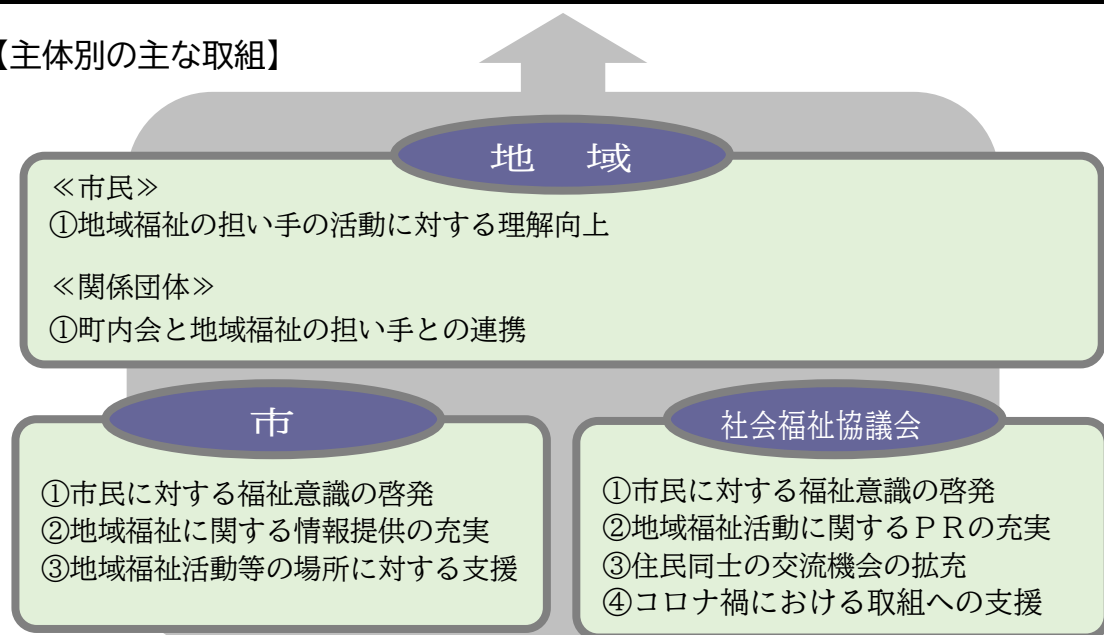 【主体別の主な取組】
地　域
≪市民≫
①地域福祉の担い手の活動に対する理解向上
≪関係団体≫
①町内会と地域福祉の担い手との連携
市
①市民に対する福祉意識の啓発
②地域福祉に関する情報提供の充実
③地域福祉活動等の場所に対する支援
社会福祉協議会
①市民に対する福祉意識の啓発
②地域福祉活動に関するＰＲの充実
③住民同士の交流機会の拡充
④コロナ禍における取組への支援